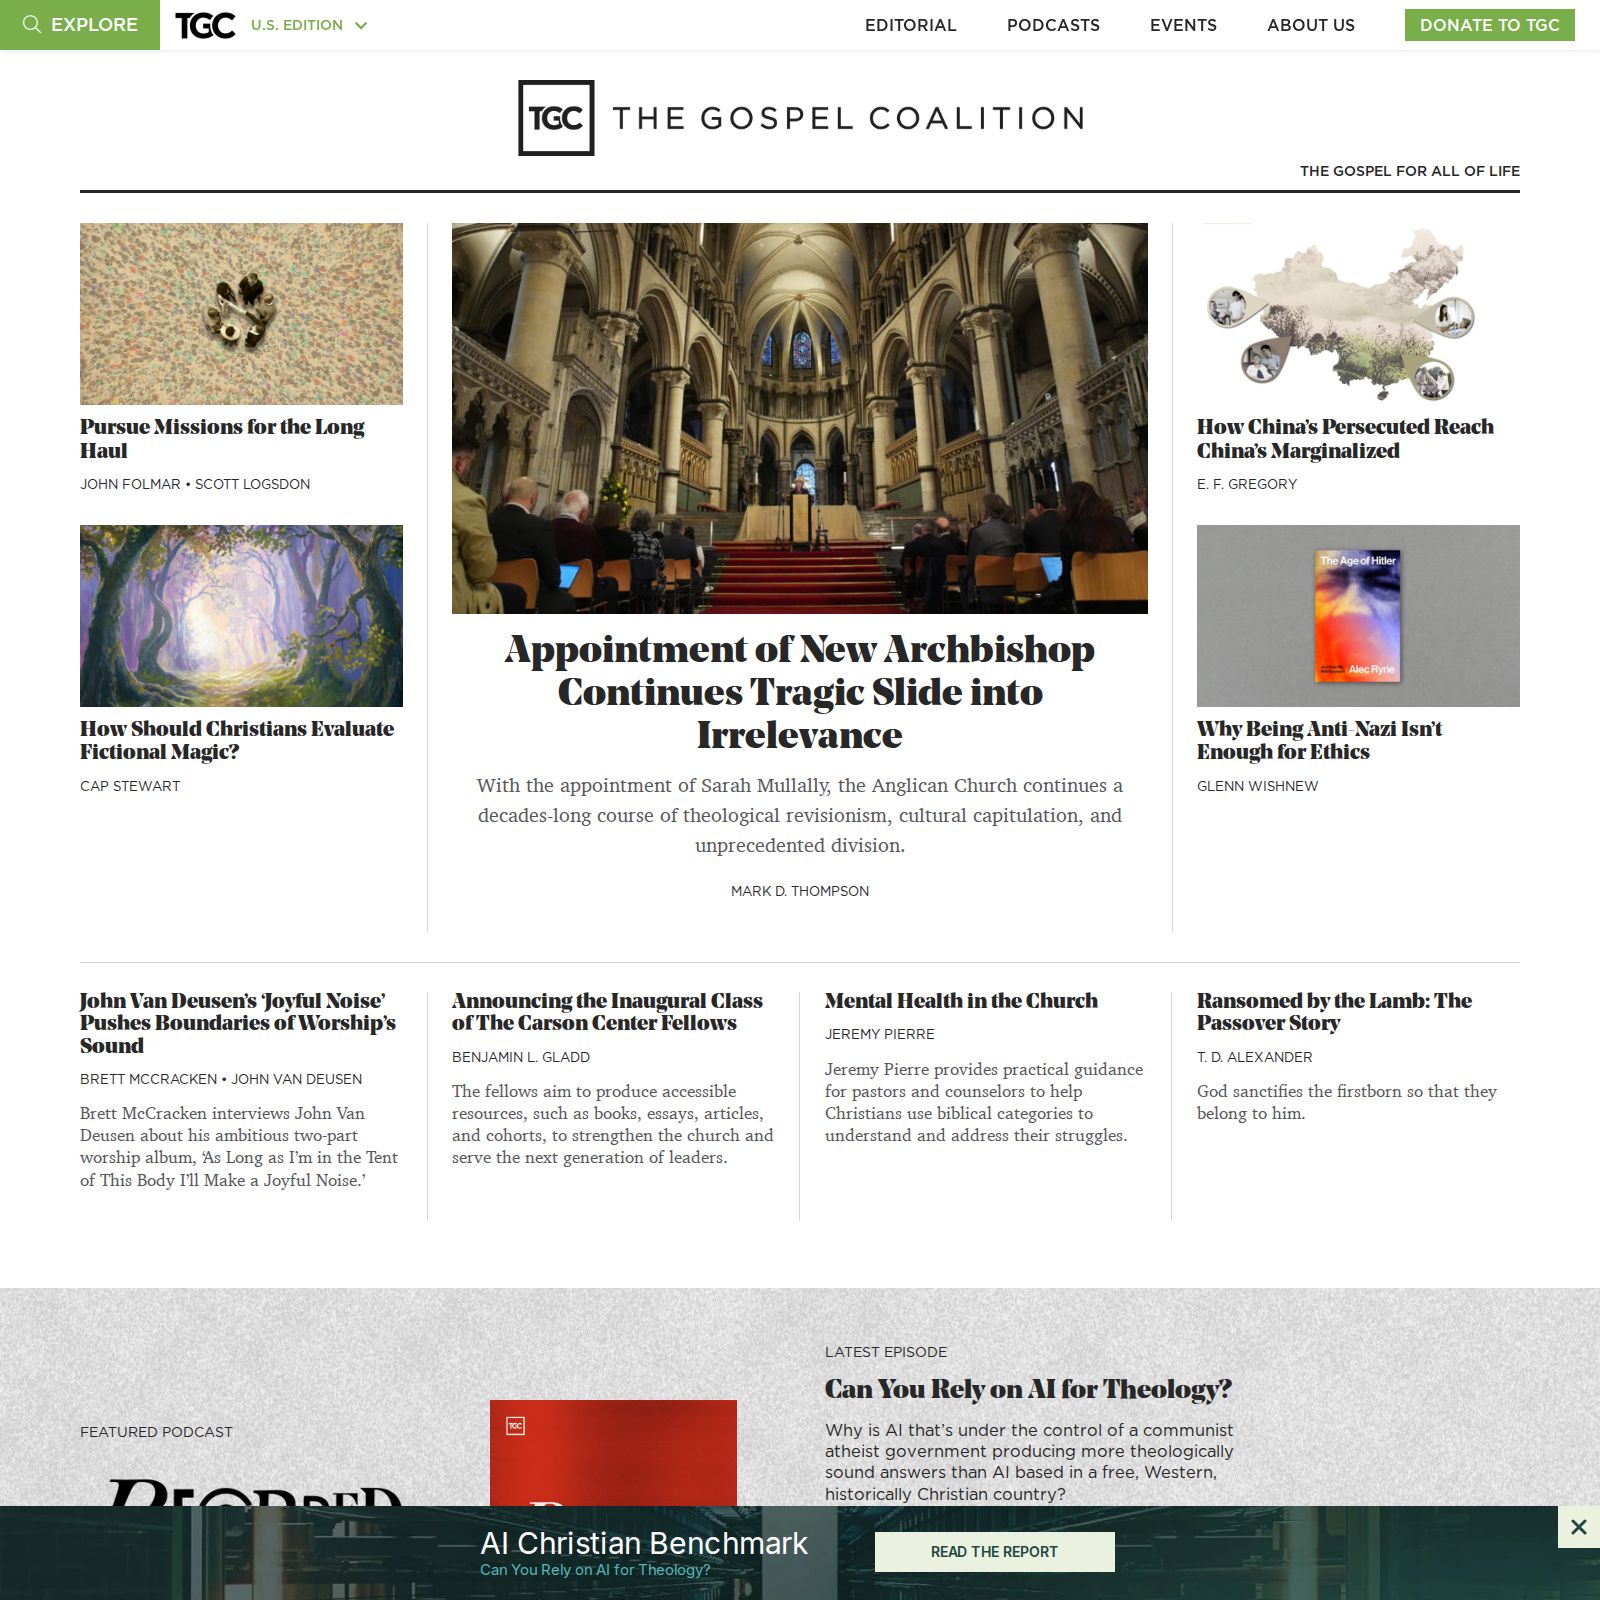 EXPLORE
TGC
U.S. EDITION
EDITORIAL
PODCASTS
EVENTS
ABOUT US
DONATE TO TGC
TGC THE GOSPEL COALITION
THE GOSPEL FOR ALL OF LIFE
Pursue Missions for the Long
Haul
JOHN FOLMAR • SCOTT LOGSDON
How Should Christians Evaluate
Fictional Magic?
CAP STEWART
Appointment of New Archbishop
Continues Tragic Slide into
Irrelevance
With the appointment of Sarah Mullally, the Anglican Church continues a
decades-long course of theological revisionism, cultural capitulation, and
unprecedented division.
MARK D. THOMPSON
How China’s Persecuted Reach
China’s Marginalized
E. F. GREGORY
The Age of Hitler
Alec Ryrie
Why Being Anti-Nazi Isn’t
Enough for Ethics
GLENN WISHNEW
John Van Deusen’s ‘Joyful Noise’
Pushes Boundaries of Worship’s
Sound
BRETT MCCRACKEN • JOHN VAN DEUSEN
Brett McCracken interviews John Van
Deusen about his ambitious two-part
worship album, ‘As Long as I’m in the Tent
of This Body I’ll Make a Joyful Noise.’
Announcing the Inaugural Class
of The Carson Center Fellows
BENJAMIN L. GLADD
The fellows aim to produce accessible
resources, such as books, essays, articles,
and cohorts, to strengthen the church and
serve the next generation of leaders.
Mental Health in the Church
JEREMY PIERRE
Jeremy Pierre provides practical guidance
for pastors and counselors to help
Christians use biblical categories to
understand and address their struggles.
Ransomed by the Lamb: The
Passover Story
T. D. ALEXANDER
God sanctifies the firstborn so that they
belong to him.
FEATURED PODCAST
TGC
LATEST EPISODE
Can You Rely on AI for Theology?
Why is AI that’s under the control of a communist
atheist government producing more theologically
sound answers than AI based in a free, Western,
historically Christian country?
AI Christian Benchmark
Can You Rely on AI for Theology?
READ THE REPORT